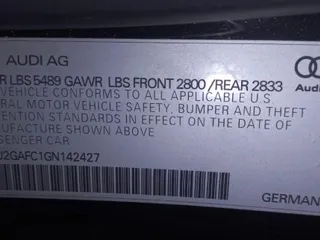 AUDI AG
R LBS 5489 GAWR LBS FRONT 2800 /REAR 2833
VEHICLE CONFORMS TO ALL APPLICABLE U.S
RAL MOTOR VEHICLE SAFETY, BUMPER AND THEFT
ENTION STANDARDS IN EFFECT ON THE DATE OF
UFACTURE SHOWN ABOVE
SENGER CAR
U2GAFC1GN142427
Audi
GERMAN